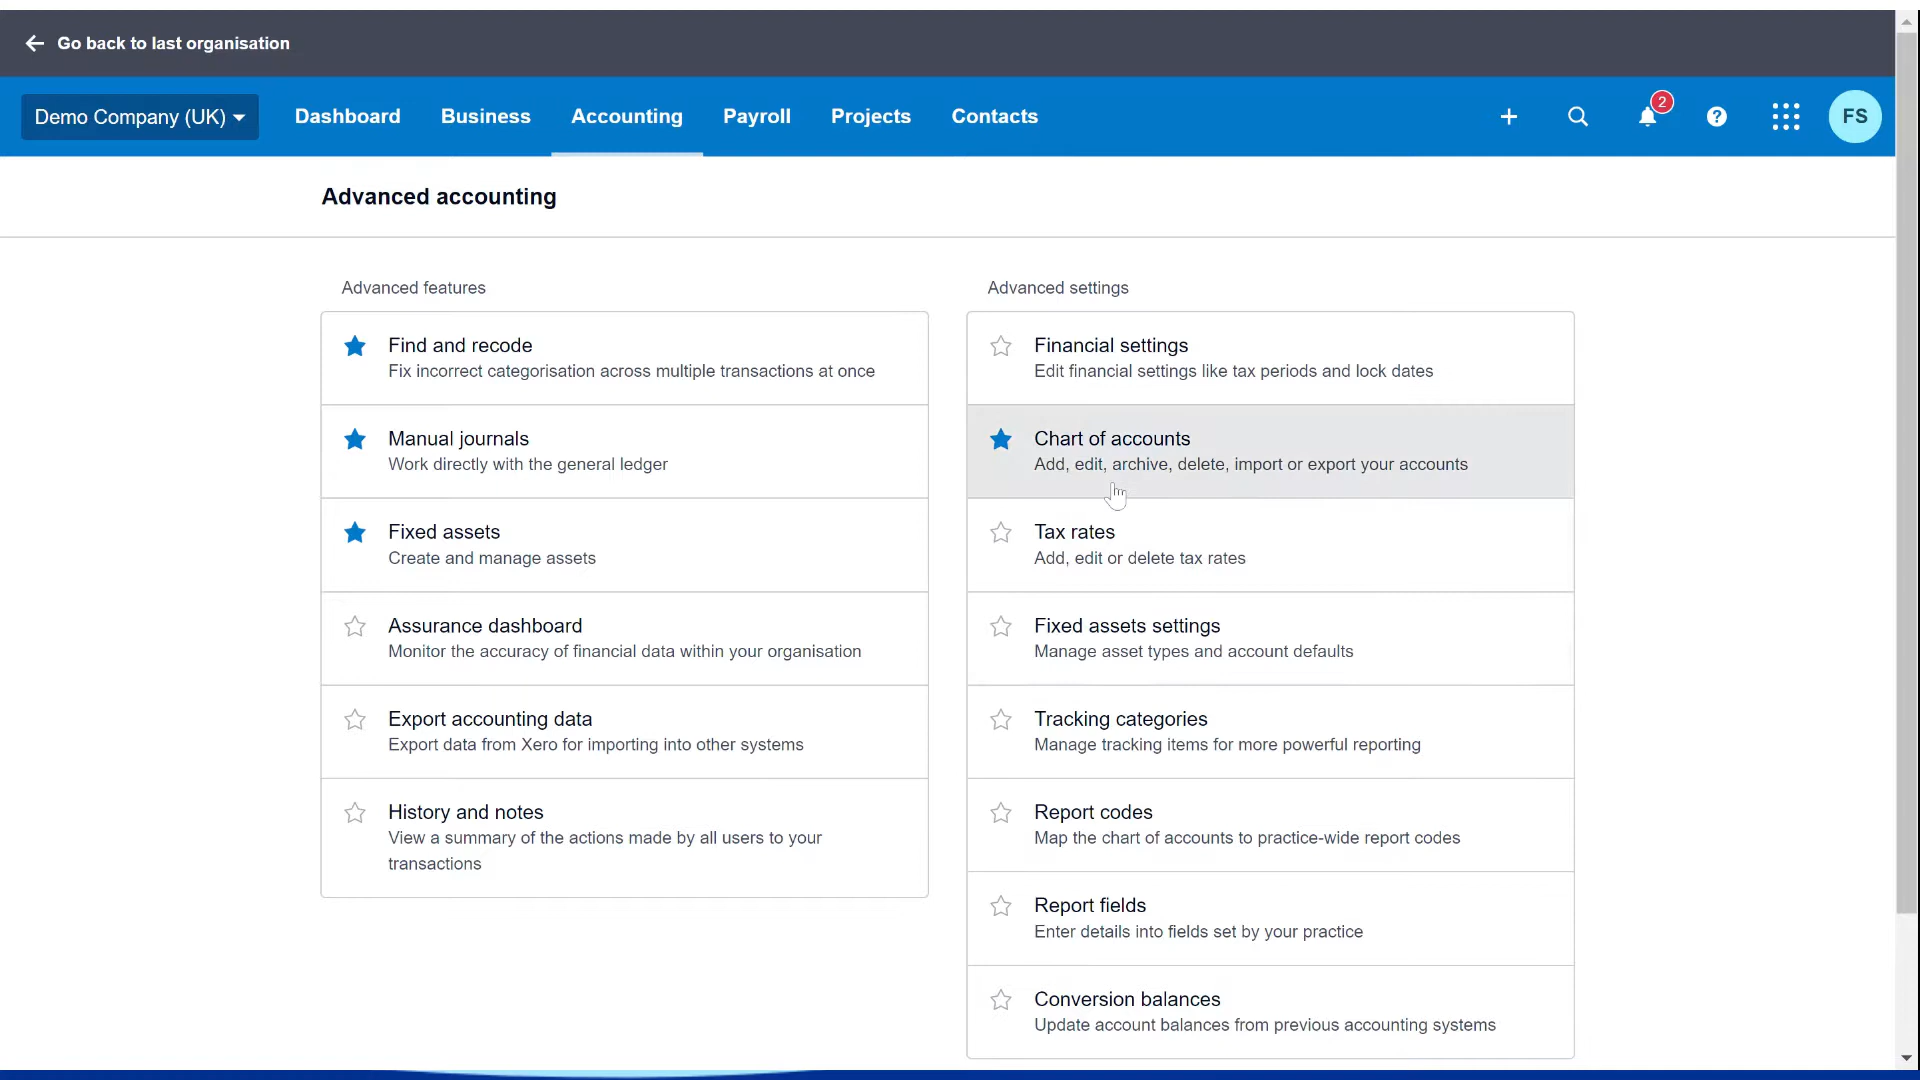 Go back to last organisation
Demo Company (UK)
Dashboard
Business
Accounting
Payroll
Projects
Contacts
2
FS
Advanced accounting
Advanced features
Find and recode
Fix incorrect categorisation across multiple transactions at once
Manual journals
Work directly with the general ledger
Fixed assets
Create and manage assets
Assurance dashboard
Monitor the accuracy of financial data within your organisation
Export accounting data
Export data from Xero for importing into other systems
History and notes
View a summary of the actions made by all users to your
transactions
Advanced settings
Financial settings
Edit financial settings like tax periods and lock dates
Chart of accounts
Add, edit, archive, delete, import or export your accounts
Tax rates
Add, edit or delete tax rates
Fixed assets settings
Manage asset types and account defaults
Tracking categories
Manage tracking items for more powerful reporting
Report codes
Map the chart of accounts to practice-wide report codes
Report fields
Enter details into fields set by your practice
Conversion balances
Update account balances from previous accounting systems